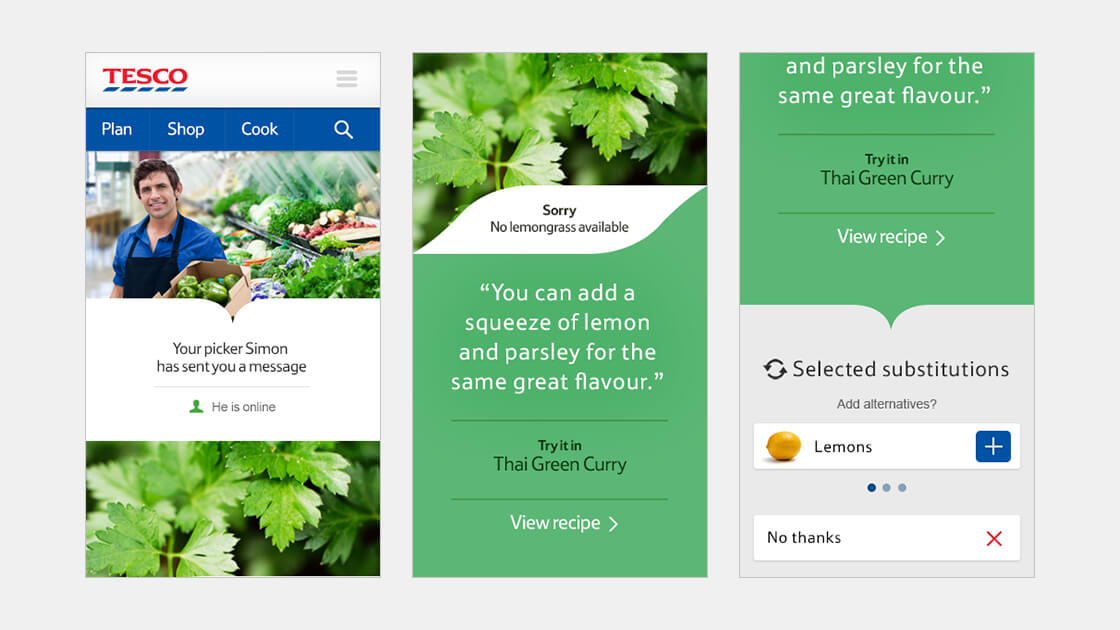 TESCO
Plan Shop Cook
Your picker Simon
has sent you a message
He is online
Sorry
No lemongrass available
“You can add a
squeeze of lemon
and parsley for the
same great flavour.”
Try it in
Thai Green Curry
View recipe
and parsley for the
same great flavour.”
Try it in
Thai Green Curry
View recipe
Selected substitutions
Add alternatives?
Lemons
No thanks